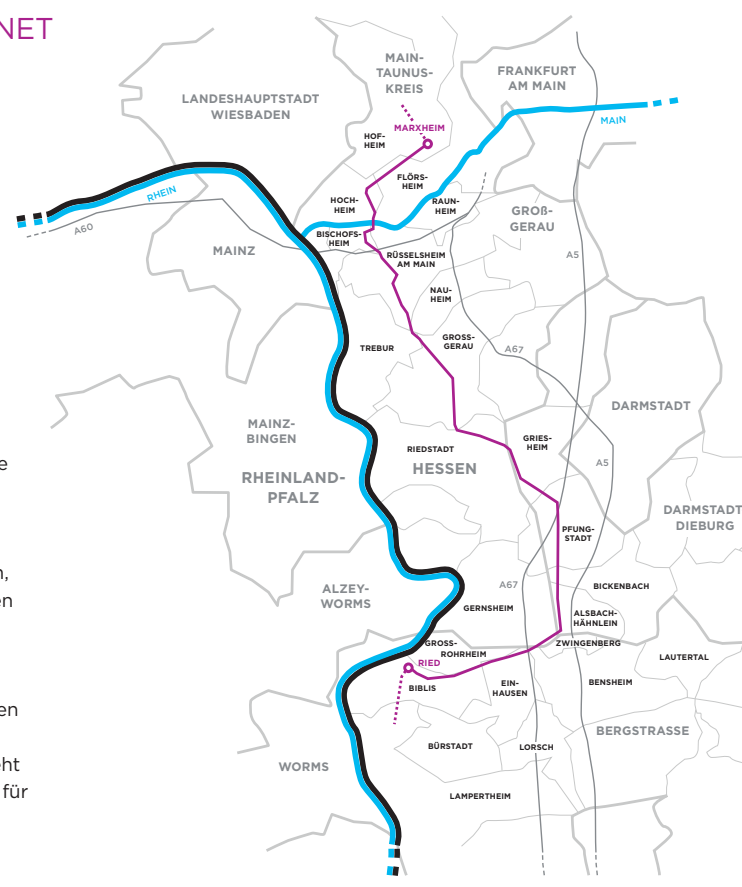 NET
MAIN-
TAUNUS-
KREIS
FRANKFURT
AM MAIN
LANDESHAUPTSTADT
WIESBADEN
MARXHEIM
MAIN
HOF-
HEIM
FLÖRS-
HEIM
RHEIN
HOCH-
HEIM
RAUN-
HEIM
GROß-
GERAU
A60
BISCHOFS-
HEIM
MAINZ
RÜSSELSHEIM
AM MAIN
A5
NAU-
HEIM
TREBUR
GROSS-
GERAU
A67
DARMSTADT
MAINZ-
BINGEN
GRIES-
HEIM
RIEDSTADT
HESSEN
A5
e
RHEINLAND-
PFALZ
DARMSTADT
DIEBURG
PFUNG-
STADT
n,
en
ALZEY-
WORMS
A67
BICKENBACH
GERNSHEIM
ALSBACH-
HÄHNLEIN
GROSS-
ROHRHEIM
ZWINGENBERG
LAUTERTAL
RIED
BIBLIS
EIN-
HAUSEN
BENSHEIM
en
BERGSTRASSE
BÜRSTADT
LORSCH
eht
WORMS
für
LAMPERTHEIM